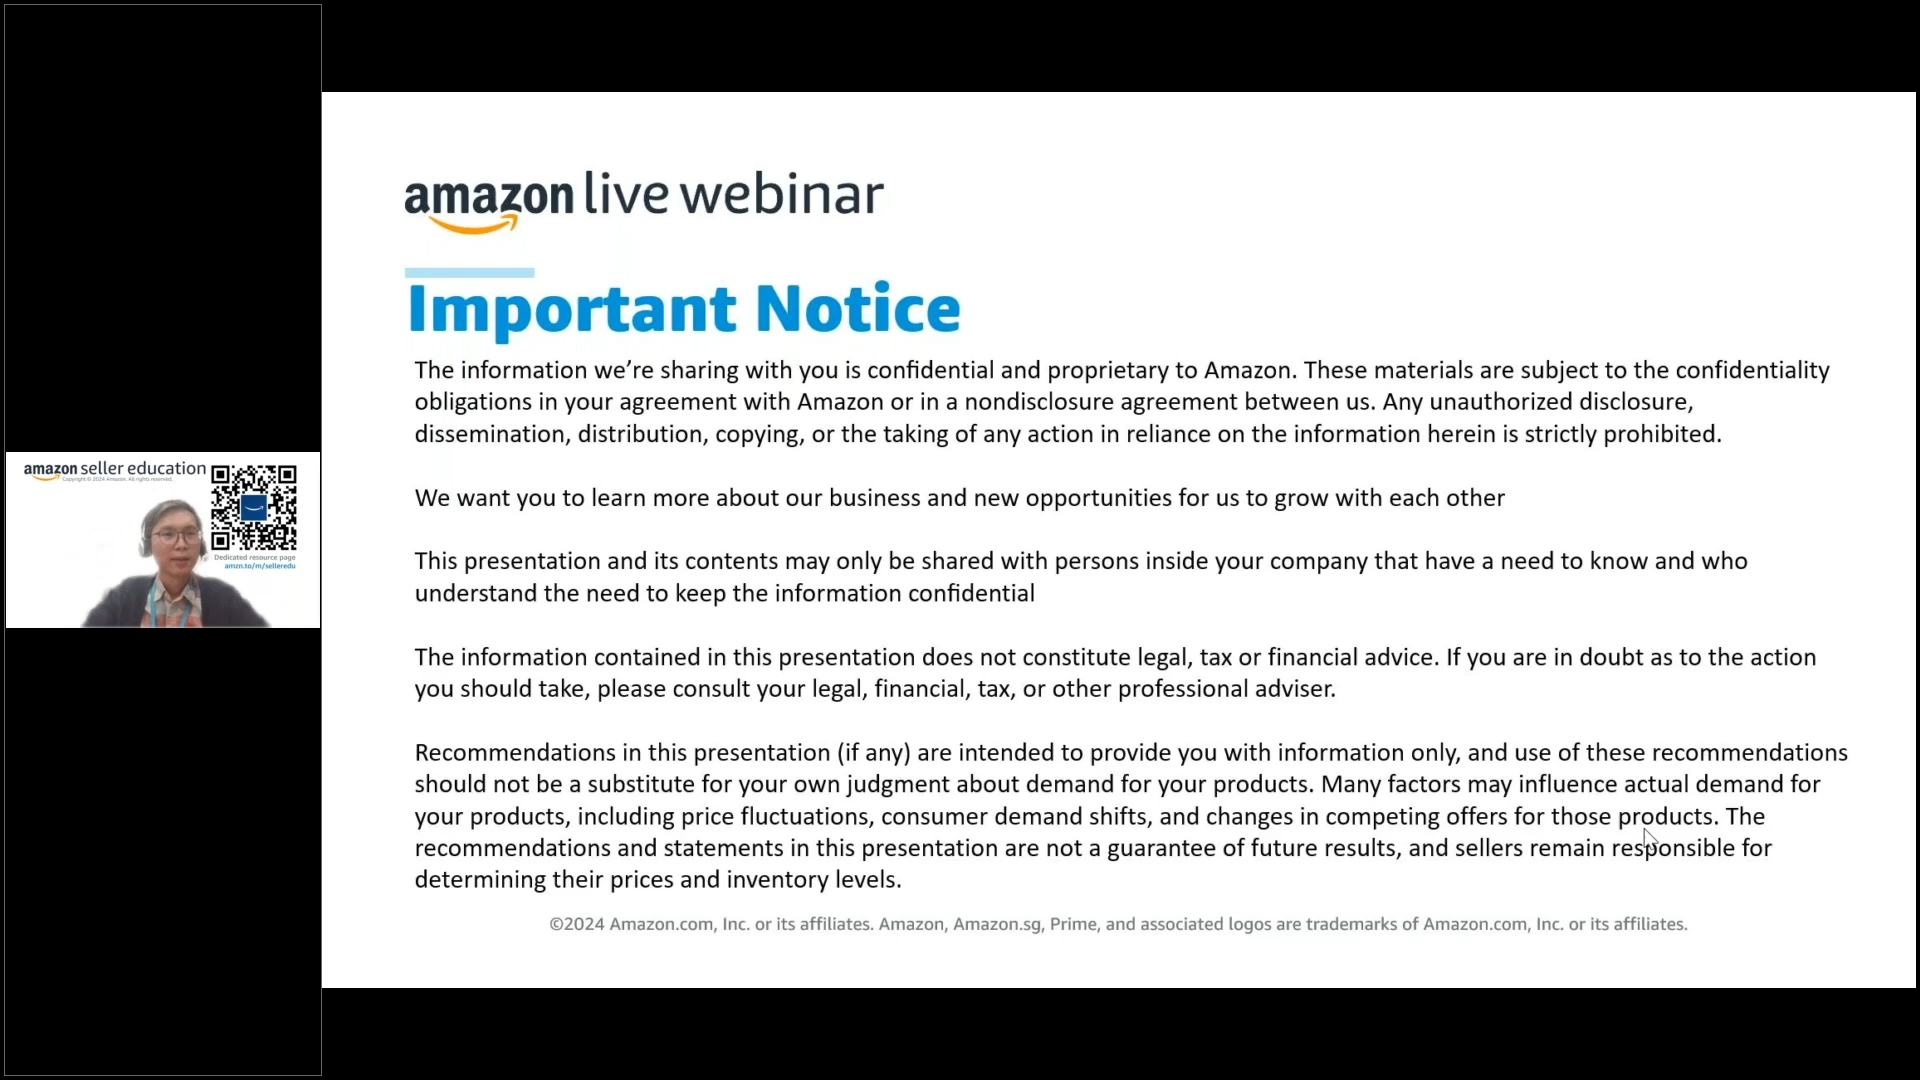 amazon seller education
Copyright © 2024 Amazon. All rights reserved.
Dedicated resource page
amzn.to/m/selleredu
amazon live webinar
Important Notice
The information we’re sharing with you is confidential and proprietary to Amazon. These materials are subject to the confidentiality
obligations in your agreement with Amazon or in a nondisclosure agreement between us. Any unauthorized disclosure,
dissemination, distribution, copying, or the taking of any action in reliance on the information herein is strictly prohibited.
We want you to learn more about our business and new opportunities for us to grow with each other
This presentation and its contents may only be shared with persons inside your company that have a need to know and who
understand the need to keep the information confidential
The information contained in this presentation does not constitute legal, tax or financial advice. If you are in doubt as to the action
you should take, please consult your legal, financial, tax, or other professional adviser.
Recommendations in this presentation (if any) are intended to provide you with information only, and use of these recommendations
should not be a substitute for your own judgment about demand for your products. Many factors may influence actual demand for
your products, including price fluctuations, consumer demand shifts, and changes in competing offers for those products. The
recommendations and statements in this presentation are not a guarantee of future results, and sellers remain responsible for
determining their prices and inventory levels.
©2024 Amazon.com, Inc. or its affiliates. Amazon, Amazon.sg, Prime, and associated logos are trademarks of Amazon.com, Inc. or its affiliates.